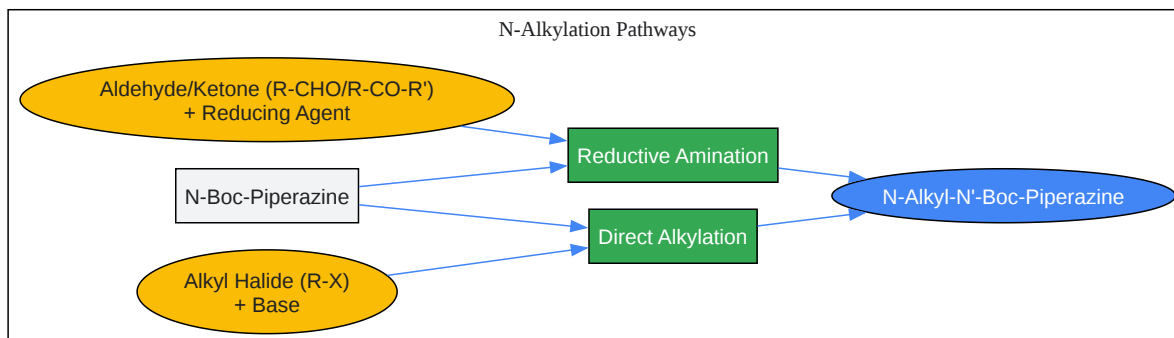 N-Alkylation Pathways
Aldehyde/Ketone (R-CHO/R-CO-R')
+ Reducing Agent
Reductive Amination
N-Boc-Piperazine
N-Alkyl-N'-Boc-Piperazine
Direct Alkylation
Alkyl Halide (R-X)
+ Base